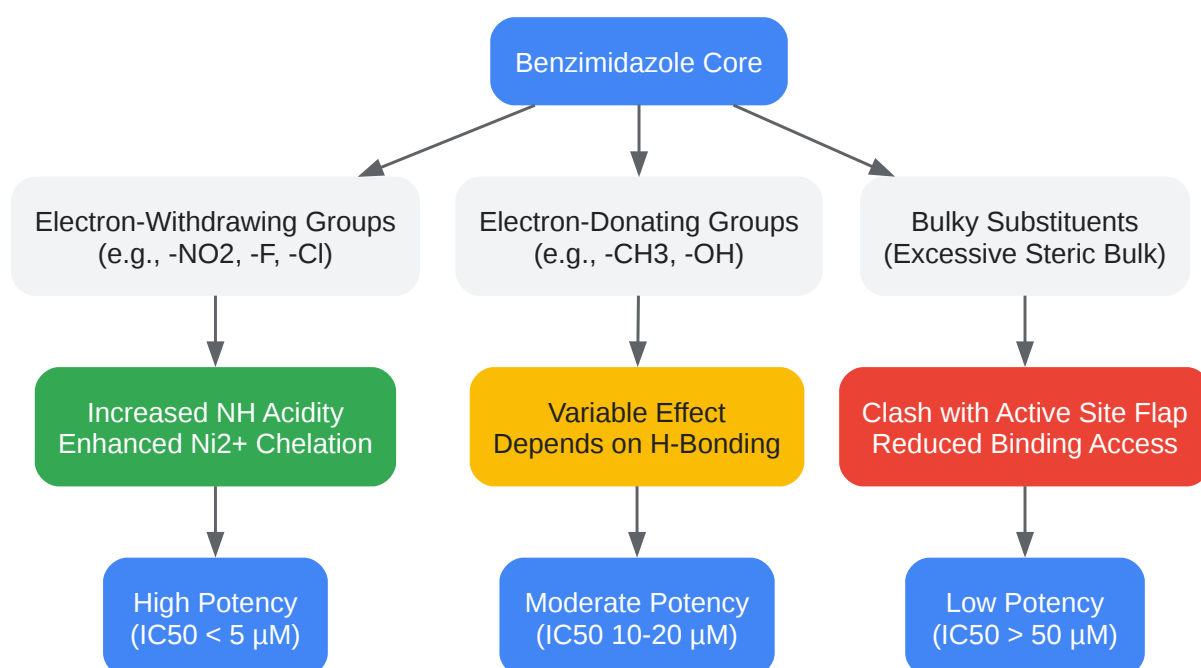 Benzimidazole Core
Electron-Withdrawing Groups
(e.g., -NO2, -F, -Cl)
Electron-Donating Groups
(e.g., -CH3, -OH)
Bulky Substituents
(Excessive Steric Bulk)
Increased NH Acidity
Enhanced Ni2+ Chelation
Variable Effect
Depends on H-Bonding
Clash with Active Site Flap
Reduced Binding Access
High Potency
(IC50 < 5 µM)
Moderate Potency
(IC50 10-20 µM)
Low Potency
(IC50 > 50 µM)